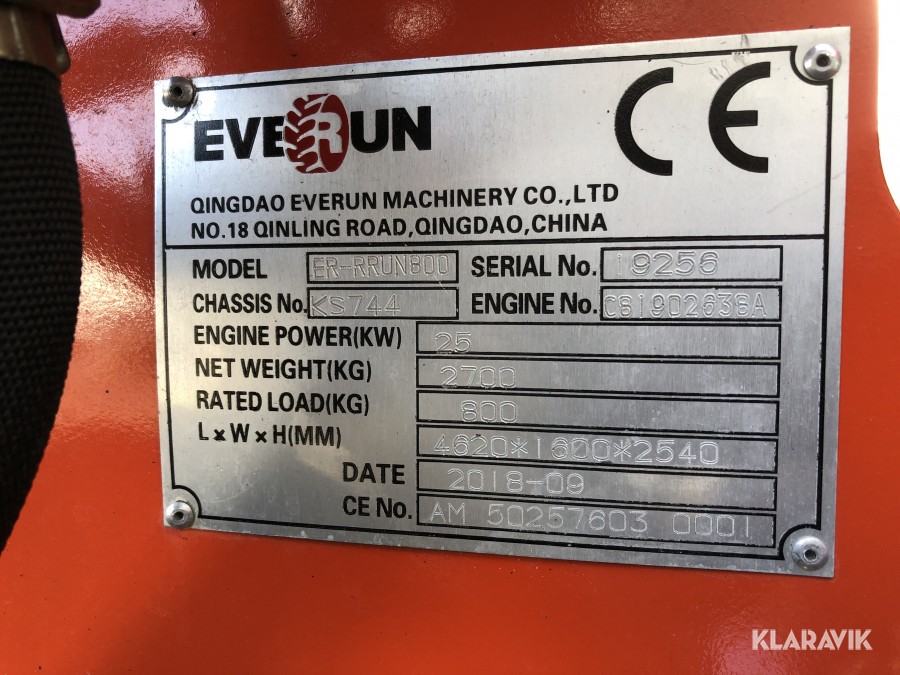 EVERUN CE
QINGDAO EVERUN MACHINERY CO.,LTD
NO.18 QINLING ROAD,QINGDAO,CHINA
MODEL ER-RRUN800 SERIAL No. 19256
CHASSIS No. KS744 ENGINE No. C81902638A
ENGINE POWER(KW) 25
NET WEIGHT(KG) 2700
RATED LOAD(KG) 800
L×W×H(MM) 4620*1600*2540
DATE 2018-09
CE No. AM 50257603 0001
KLARAVIK